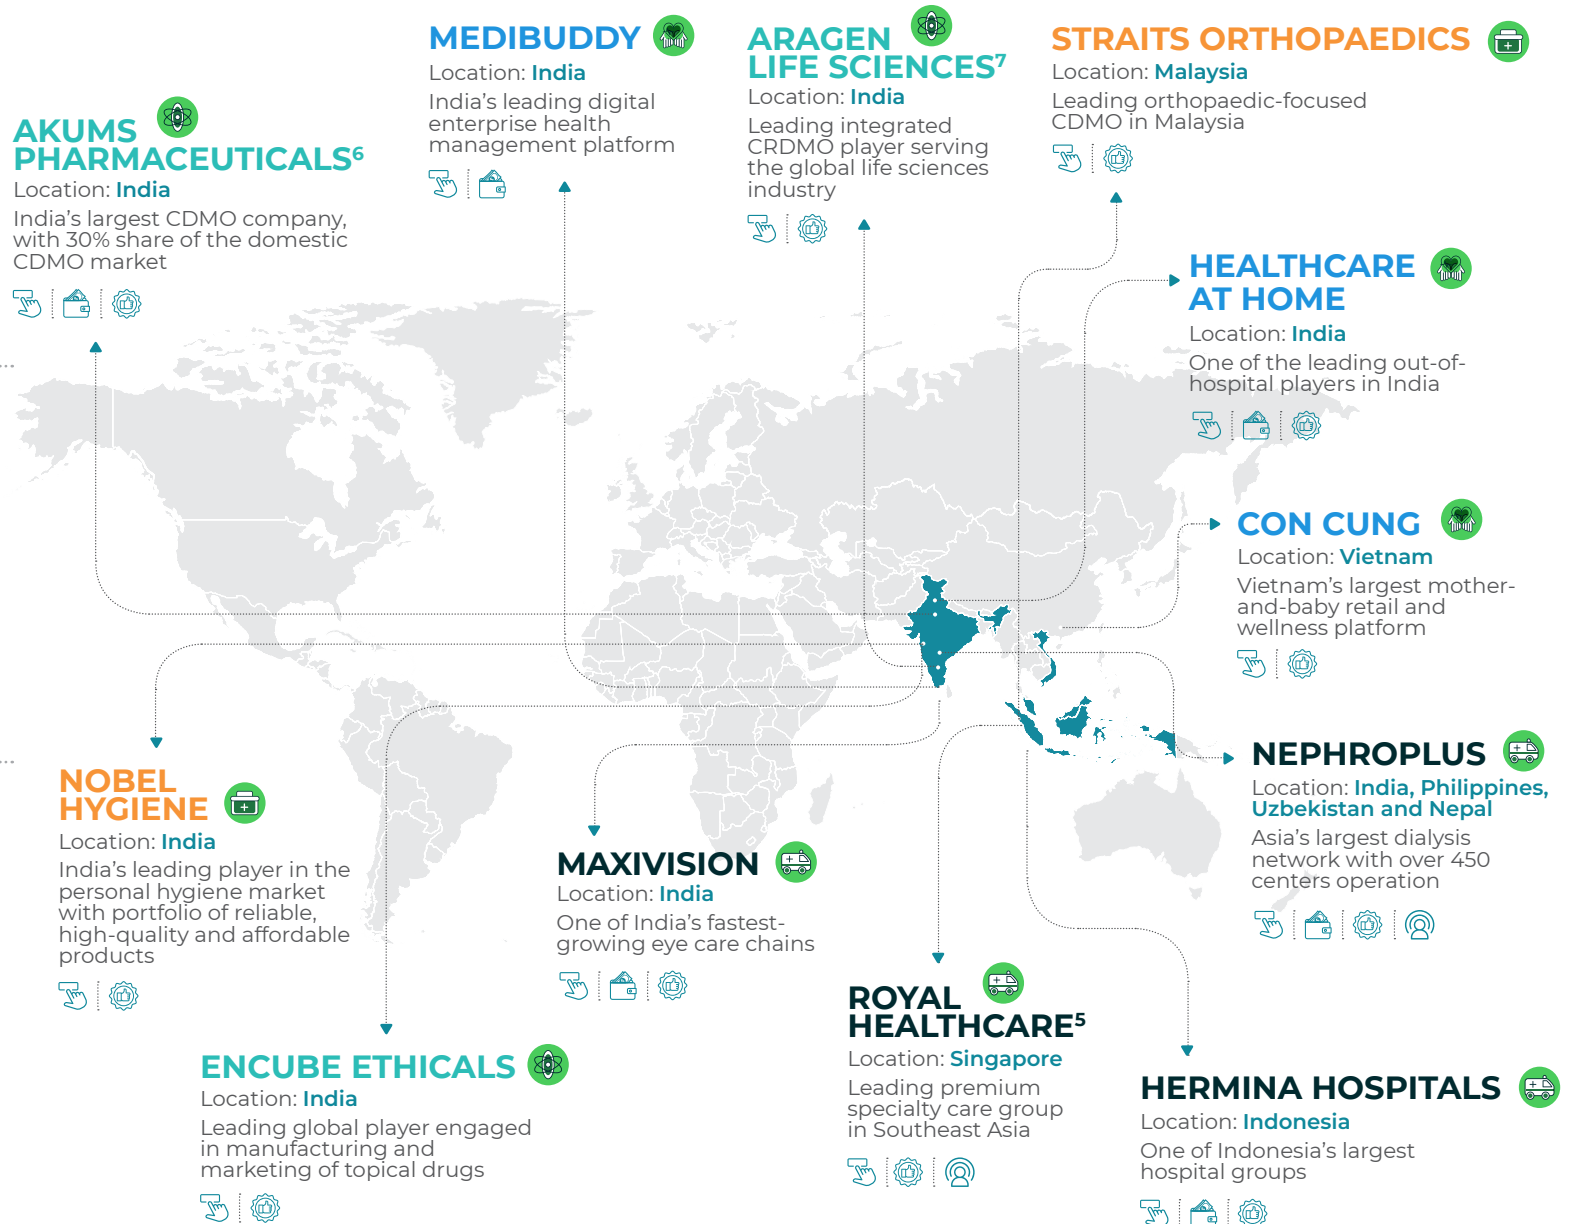 MEDIBUDDY
Location: India
India’s leading digital
enterprise health
management platform
ARAGEN
LIFE SCIENCES⁷
Location: India
Leading integrated
CRDMO player serving
the global life sciences
industry
STRAITS ORTHOPAEDICS
Location: Malaysia
Leading orthopaedic-focused
CDMO in Malaysia
AKUMS
PHARMACEUTICALS⁶
Location: India
India’s largest CDMO company,
with 30% share of the domestic
CDMO market
HEALTHCARE
AT HOME
Location: India
One of the leading out-of-
hospital players in India
CON CUNG
Location: Vietnam
Vietnam’s largest mother-
and-baby retail and
wellness platform
NEPHROPLUS
Location: India, Philippines,
Uzbekistan and Nepal
Asia’s largest dialysis
network with over 450
centers operation
NOBEL
HYGIENE
Location: India
India’s leading player in the
personal hygiene market
with portfolio of reliable,
high-quality and affordable
products
MAXIVISION
Location: India
One of India’s fastest-
growing eye care chains
ROYAL
HEALTHCARE⁵
Location: Singapore
Leading premium
specialty care group
in Southeast Asia
ENCUBE ETHICALS
Location: India
Leading global player engaged
in manufacturing and
marketing of topical drugs
HERMINA HOSPITALS
Location: Indonesia
One of Indonesia’s largest
hospital groups